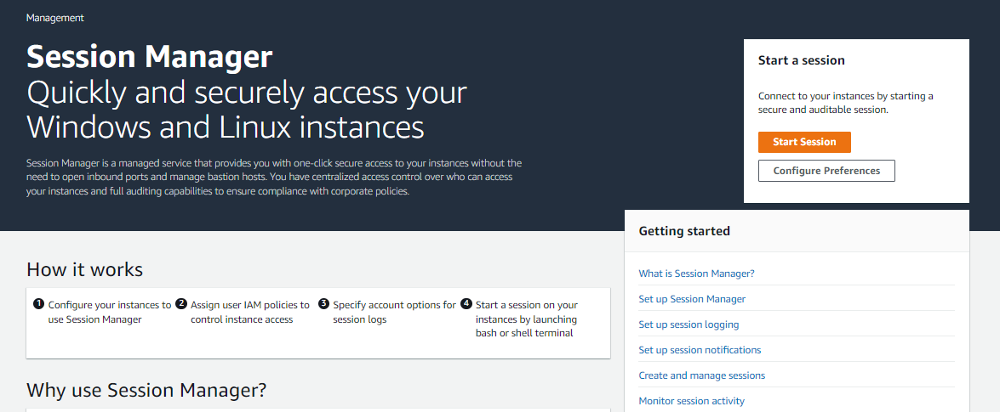 Management
Session Manager
Quickly and securely access your
Windows and Linux instances
Session Manager is a managed service that provides you with one-click secure access to your instances without the
need to open inbound ports and manage bastion hosts. You have centralized access control over who can access
your instances and full auditing capabilities to ensure compliance with corporate policies.
Start a session
Connect to your instances by starting a
secure and auditable session.
Start Session
Configure Preferences
How it works
1 Configure your instances to
use Session Manager
2 Assign user IAM policies to
control instance access
3 Specify account options for
session logs
4 Start a session on your
instances by launching
bash or shell terminal
Why use Session Manager?
Getting started
What is Session Manager?
Set up Session Manager
Set up session logging
Set up session notifications
Create and manage sessions
Monitor session activity